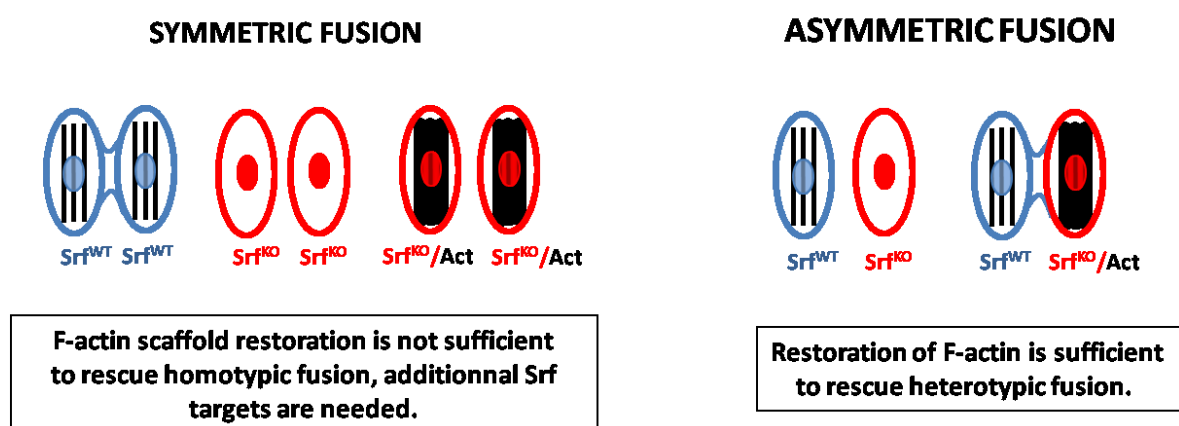 SYMMETRIC FUSION
ASYMMETRIC FUSION
Srf^WT Srf^WT Srf^KO Srf^KO Srf^KO/Act Srf^KO/Act
Srf^WT Srf^KO Srf^WT Srf^KO/Act
F-actin scaffold restoration is not sufficient
to rescue homotypic fusion, additionnal Srf
targets are needed.
Restoration of F-actin is sufficient
to rescue heterotypic fusion.